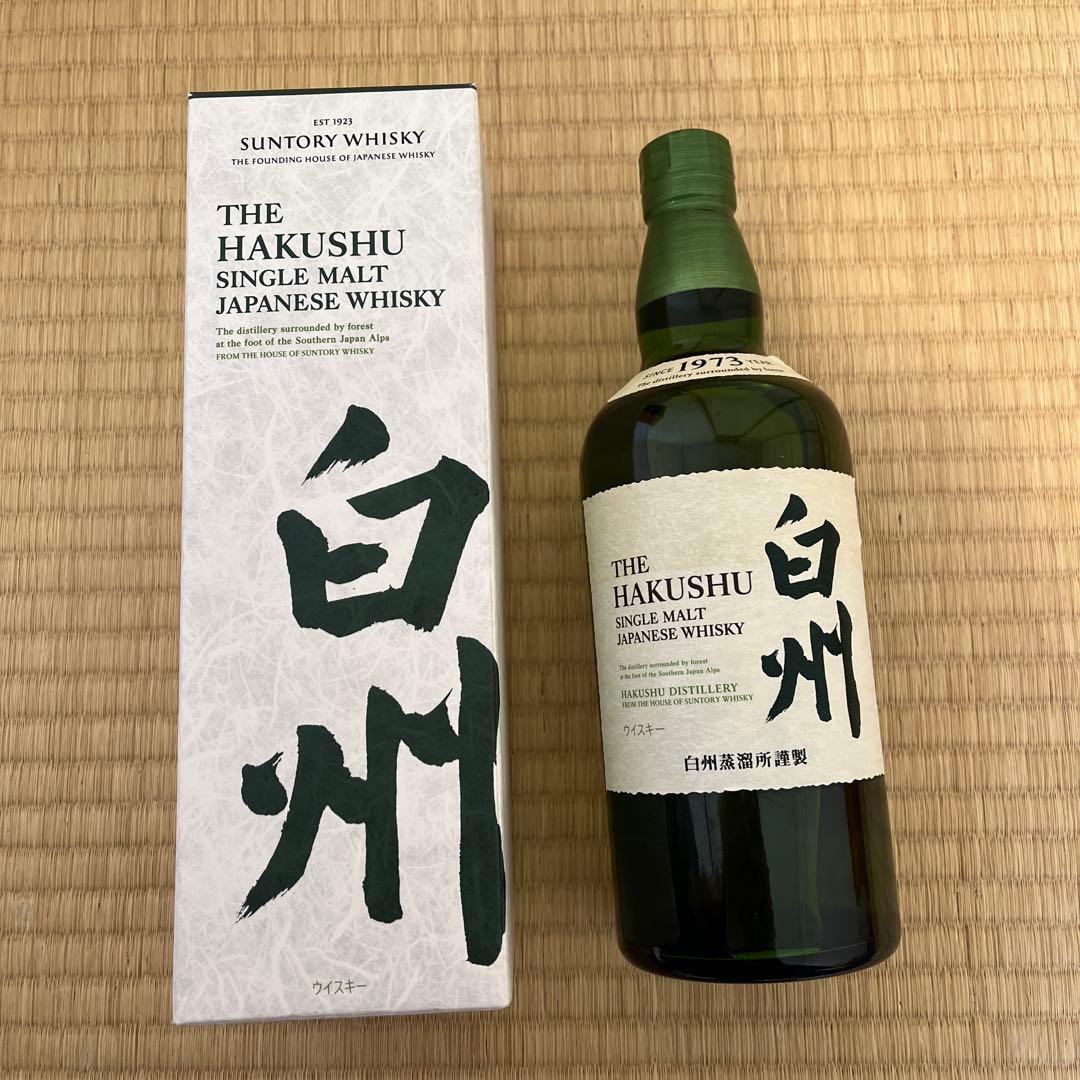 EST 1923
SUNTORY WHISKY
THE FOUNDING HOUSE OF JAPANESE WHISKY
THE
HAKUSHU
SINGLE MALT
JAPANESE WHISKY
The distillery surrounded by forest
at the foot of the Southern Japan Alps
FROM THE HOUSE OF SUNTORY WHISKY
白州
ウイスキー
SINCE 1973 YEAR
The distillery surrounded by forest
THE
HAKUSHU
SINGLE MALT
JAPANESE WHISKY
The distillery surrounded by forest
at the foot of the Southern Japan Alps
HAKUSHU DISTILLERY
FROM THE HOUSE OF SUNTORY WHISKY
ウイスキー
白州
白州蒸溜所謹製